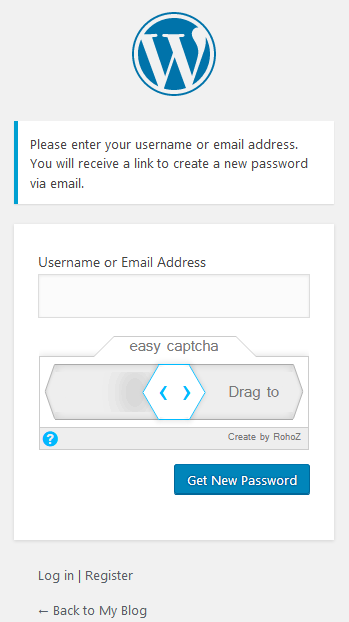 Please enter your username or email address.
You will receive a link to create a new password
via email.
Username or Email Address
easy captcha
❮ ❯ Drag to
? Create by RohoZ
Get New Password
Log in | Register
← Back to My Blog